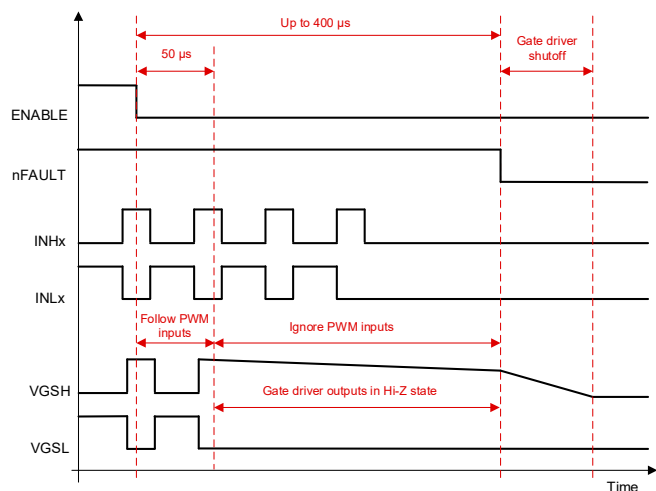 Up to 400 µs
Gate driver
shutoff
50 µs
ENABLE
nFAULT
INHx
INLx
Follow PWM
inputs
Ignore PWM inputs
VGSH
Gate driver outputs in Hi-Z state
VGSL
Time